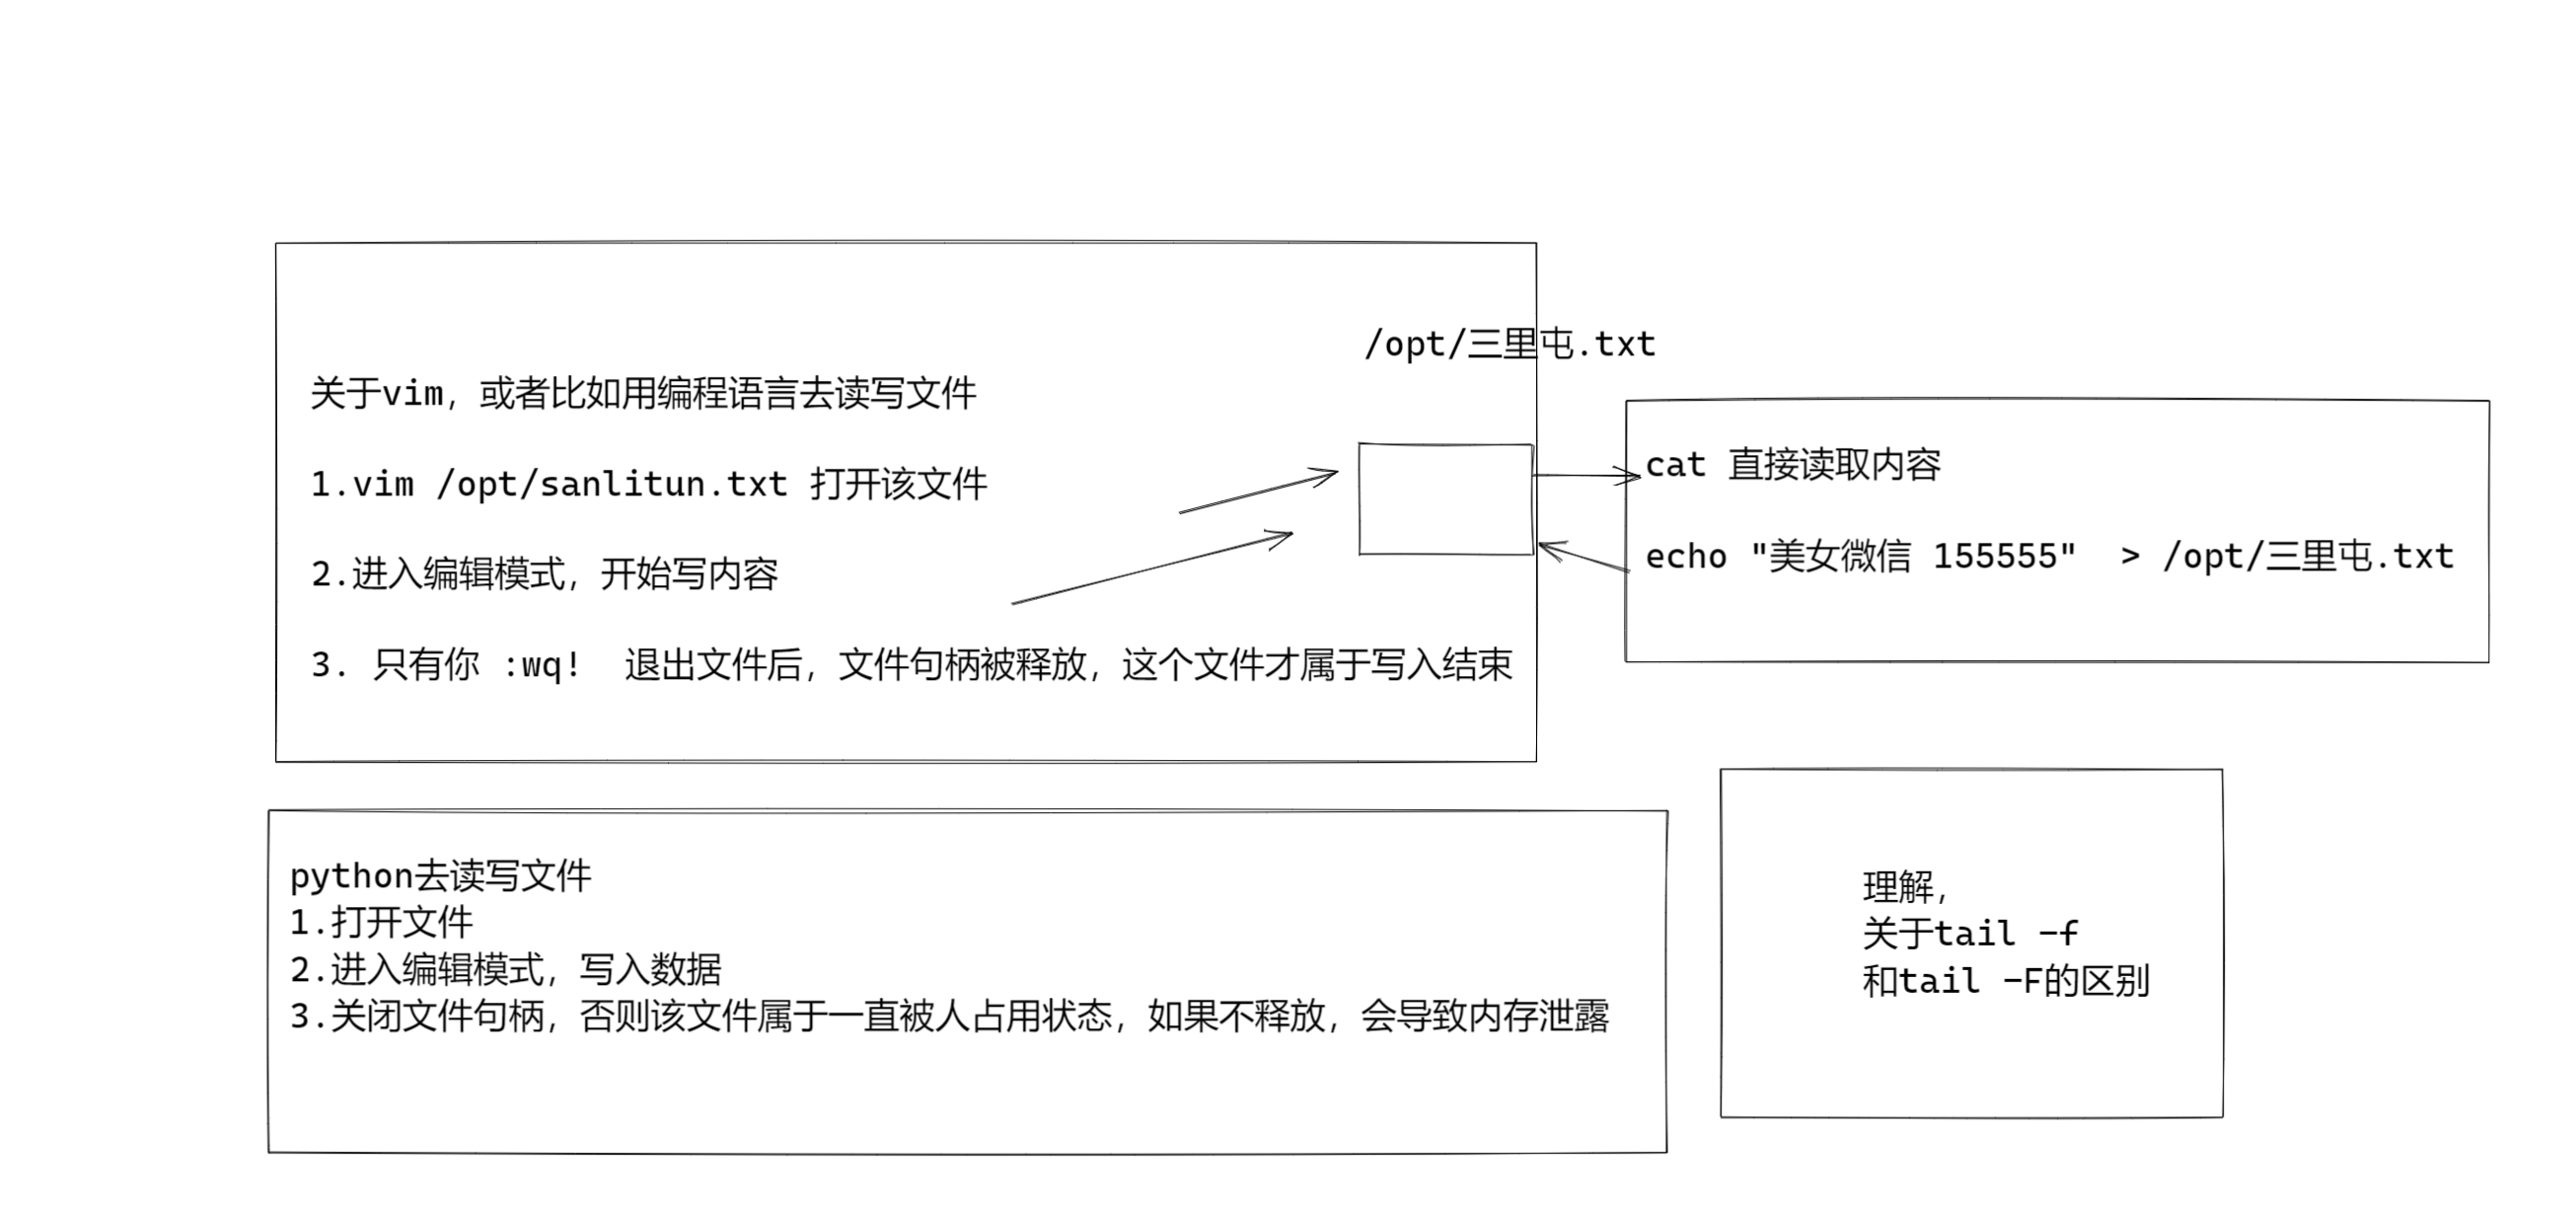 /opt/三里屯.txt
关于vim，或者比如用编程语言去读写文件
1.vim /opt/sanlitun.txt 打开该文件
2.进入编辑模式，开始写内容
3. 只有你 :wq!  退出文件后，文件句柄被释放，这个文件才属于写入结束
cat 直接读取内容
echo "美女微信 155555"  > /opt/三里屯.txt
python去读写文件
1.打开文件
2.进入编辑模式，写入数据
3.关闭文件句柄，否则该文件属于一直被人占用状态，如果不释放，会导致内存泄露
理解，
关于tail -f
和tail -F的区别